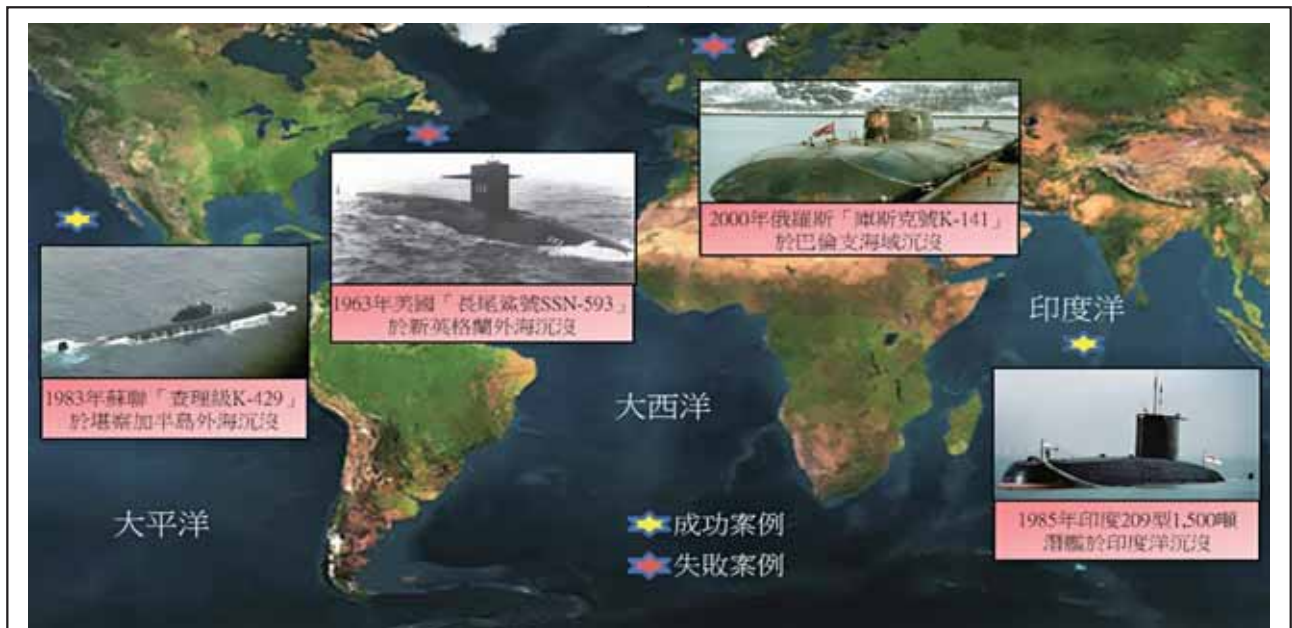 2000年俄羅斯「庫斯克號K-141」
於巴倫支海域沉沒
1963年美國「長尾鯊號SSN-593」
於新英格蘭外海沉沒
1983年蘇聯「查理級K-429」
於堪察加半島外海沉沒
印度洋
大西洋
1985年印度209型1,500噸
潛艦於印度洋沉沒
大平洋
成功案例
失敗案例